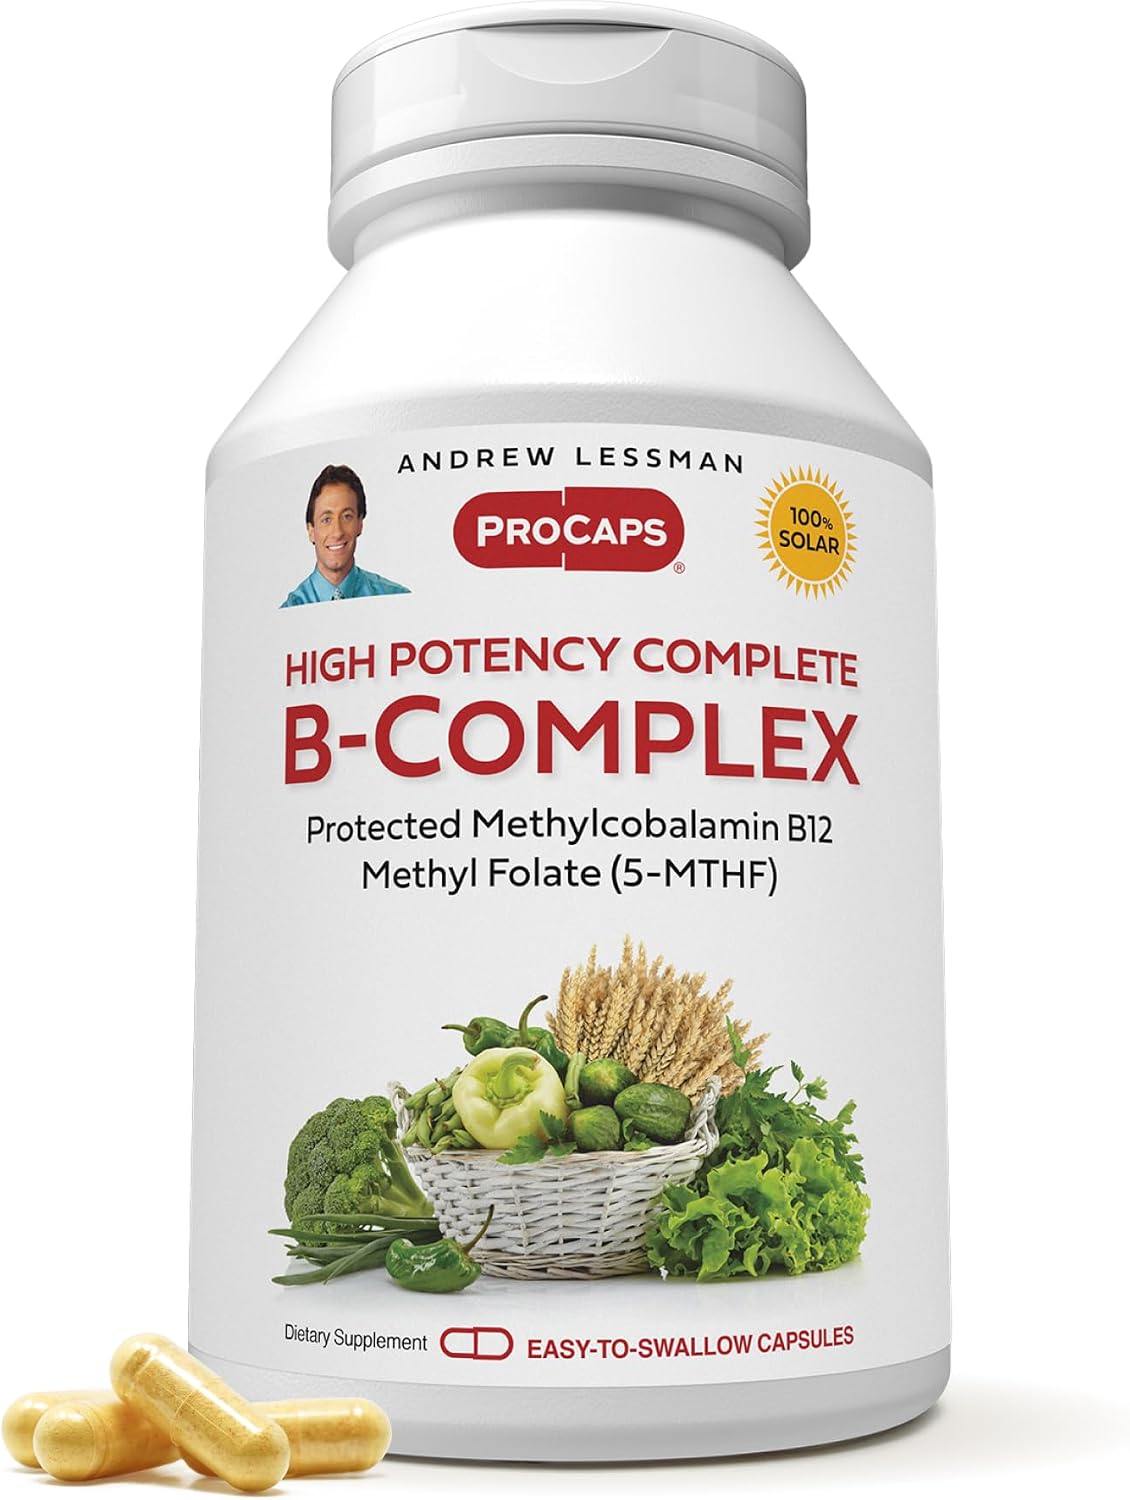 ANDREW LESSMAN
PROCAPS®
100%
SOLAR
HIGH POTENCY COMPLETE
B-COMPLEX
Protected Methylcobalamin B12
Methyl Folate (5-MTHF)
Dietary Supplement
EASY-TO-SWALLOW CAPSULES